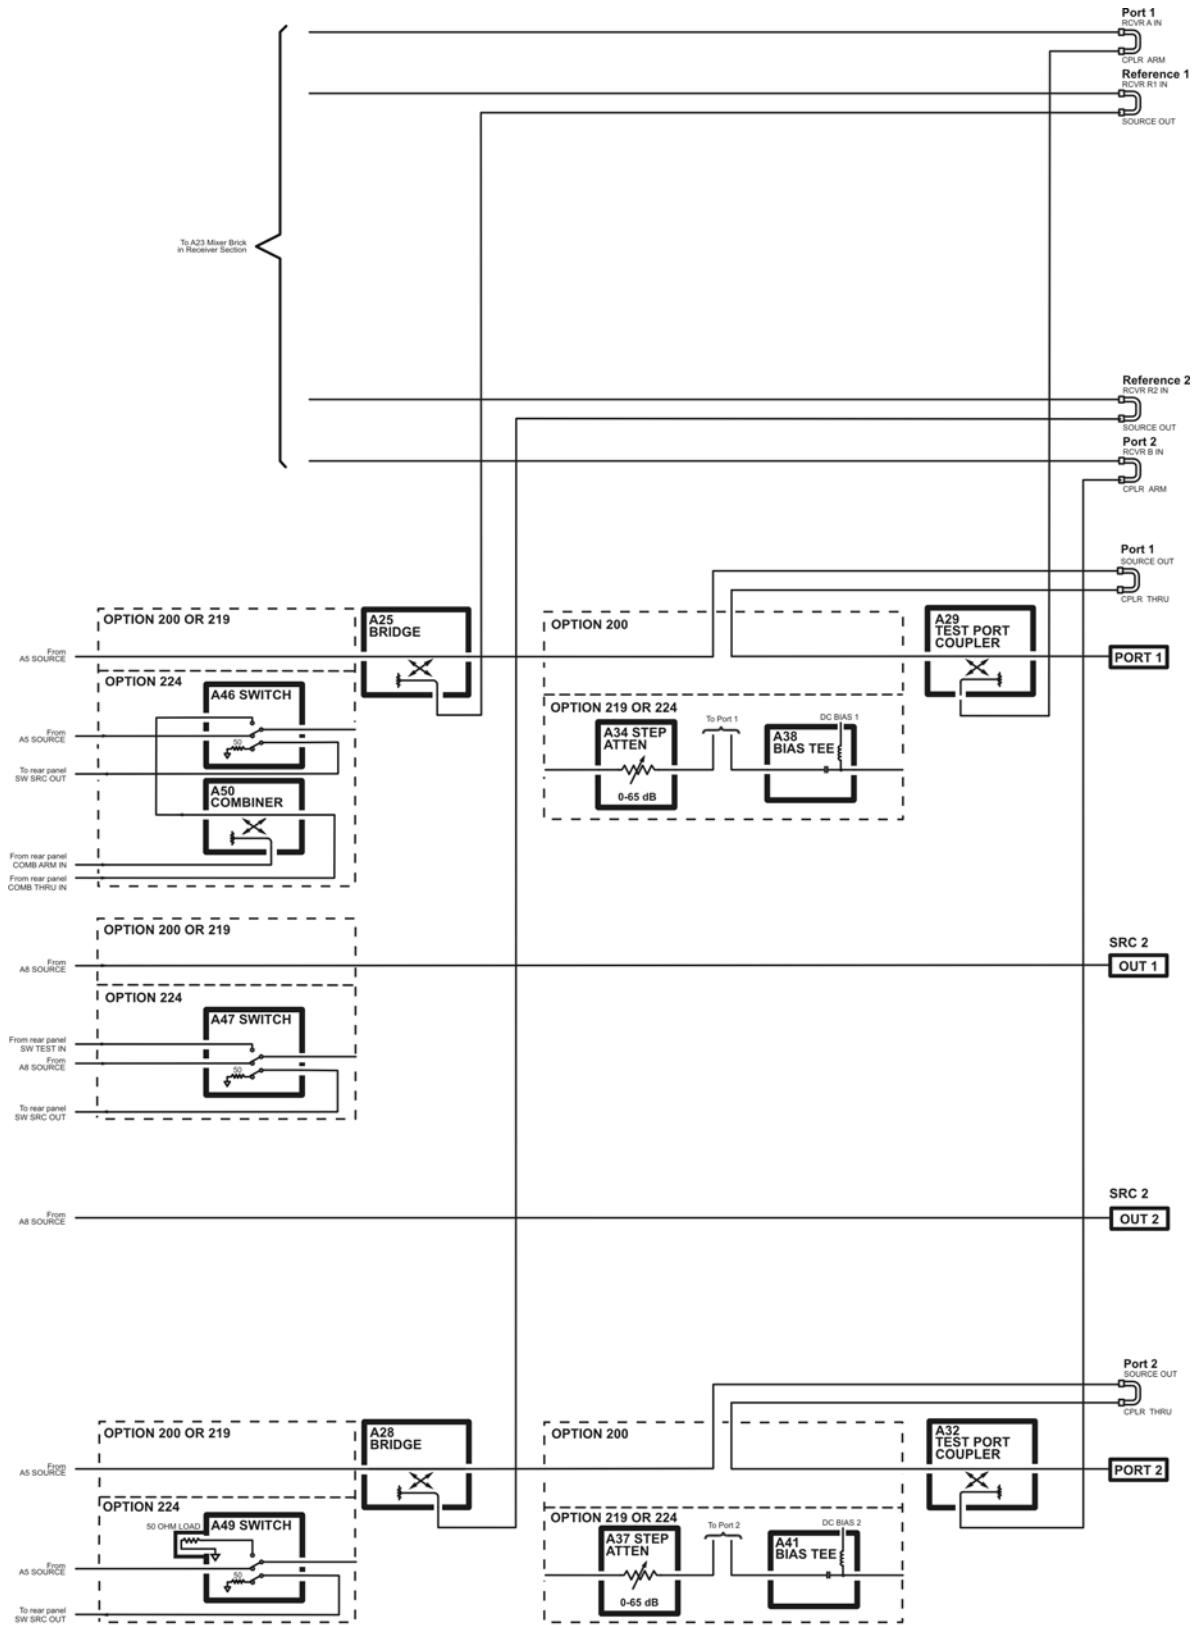 Port 1
RCVR A IN
CPLR ARM
Reference 1
RCVR R1 IN
SOURCE OUT
To A23 Mixer Brick
in Receiver Section
Reference 2
RCVR R2 IN
SOURCE OUT
Port 2
RCVR B IN
CPLR ARM
Port 1
SOURCE OUT
CPLR THRU
OPTION 200 OR 219
A25
BRIDGE
OPTION 200
A29
TEST PORT
COUPLER
From
A5 SOURCE
PORT 1
OPTION 224
A46 SWITCH
From
A5 SOURCE
50
To rear panel
SW SRC OUT
A50
COMBINER
From rear panel
COMB ARM IN
From rear panel
COMB THRU IN
OPTION 219 OR 224
A34 STEP
ATTEN
0-65 dB
To Port 1
A38
BIAS TEE
DC BIAS 1
OPTION 200 OR 219
From
A8 SOURCE
SRC 2
OUT 1
OPTION 224
A47 SWITCH
From rear panel
SW TEST IN
From
A8 SOURCE
50
To rear panel
SW SRC OUT
From
A8 SOURCE
SRC 2
OUT 2
Port 2
SOURCE OUT
CPLR THRU
OPTION 200 OR 219
A28
BRIDGE
OPTION 200
A32
TEST PORT
COUPLER
From
A5 SOURCE
PORT 2
OPTION 224
50 OHM LOAD
A49 SWITCH
From
A5 SOURCE
50
To rear panel
SW SRC OUT
OPTION 219 OR 224
A37 STEP
ATTEN
0-65 dB
To Port 2
A41
BIAS TEE
DC BIAS 2